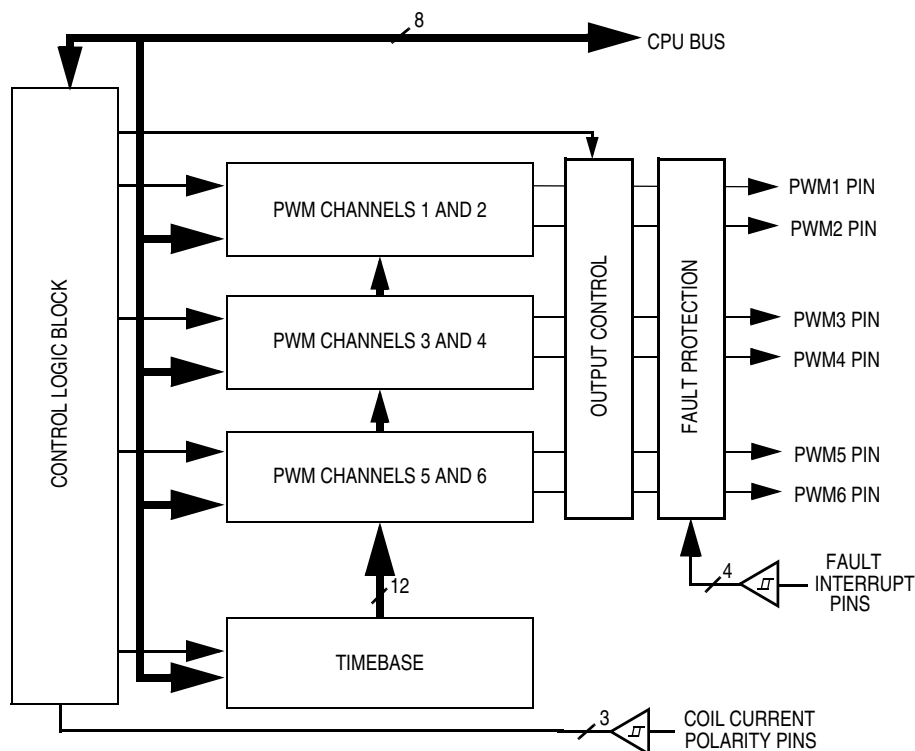 8
CPU BUS
CONTROL LOGIC BLOCK
PWM CHANNELS 1 AND 2
PWM CHANNELS 3 AND 4
PWM CHANNELS 5 AND 6
OUTPUT CONTROL
FAULT PROTECTION
PWM1 PIN
PWM2 PIN
PWM3 PIN
PWM4 PIN
PWM5 PIN
PWM6 PIN
4
FAULT
INTERRUPT
PINS
12
TIMEBASE
3
COIL CURRENT
POLARITY PINS